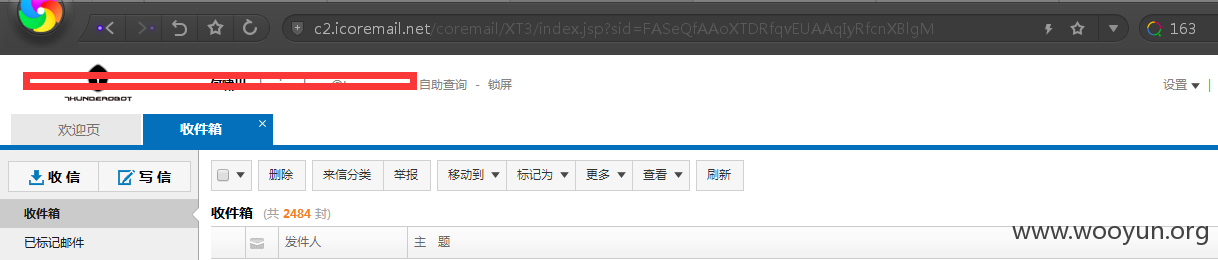 c2.icoremail.net/coremail/XT3/index.jsp?sid=FASeQfAAoXTDRfqvEUAAqIyRfcnXBlgM
163
THUNDEROBOT
自助查询 - 锁屏
设置
欢迎页
收件箱
收信
写信
删除
来信分类
举报
移动到
标记为
更多
查看
刷新
收件箱
已标记邮件
收件箱 (共 2484 封)
发件人
主 题
www.wooyun.org